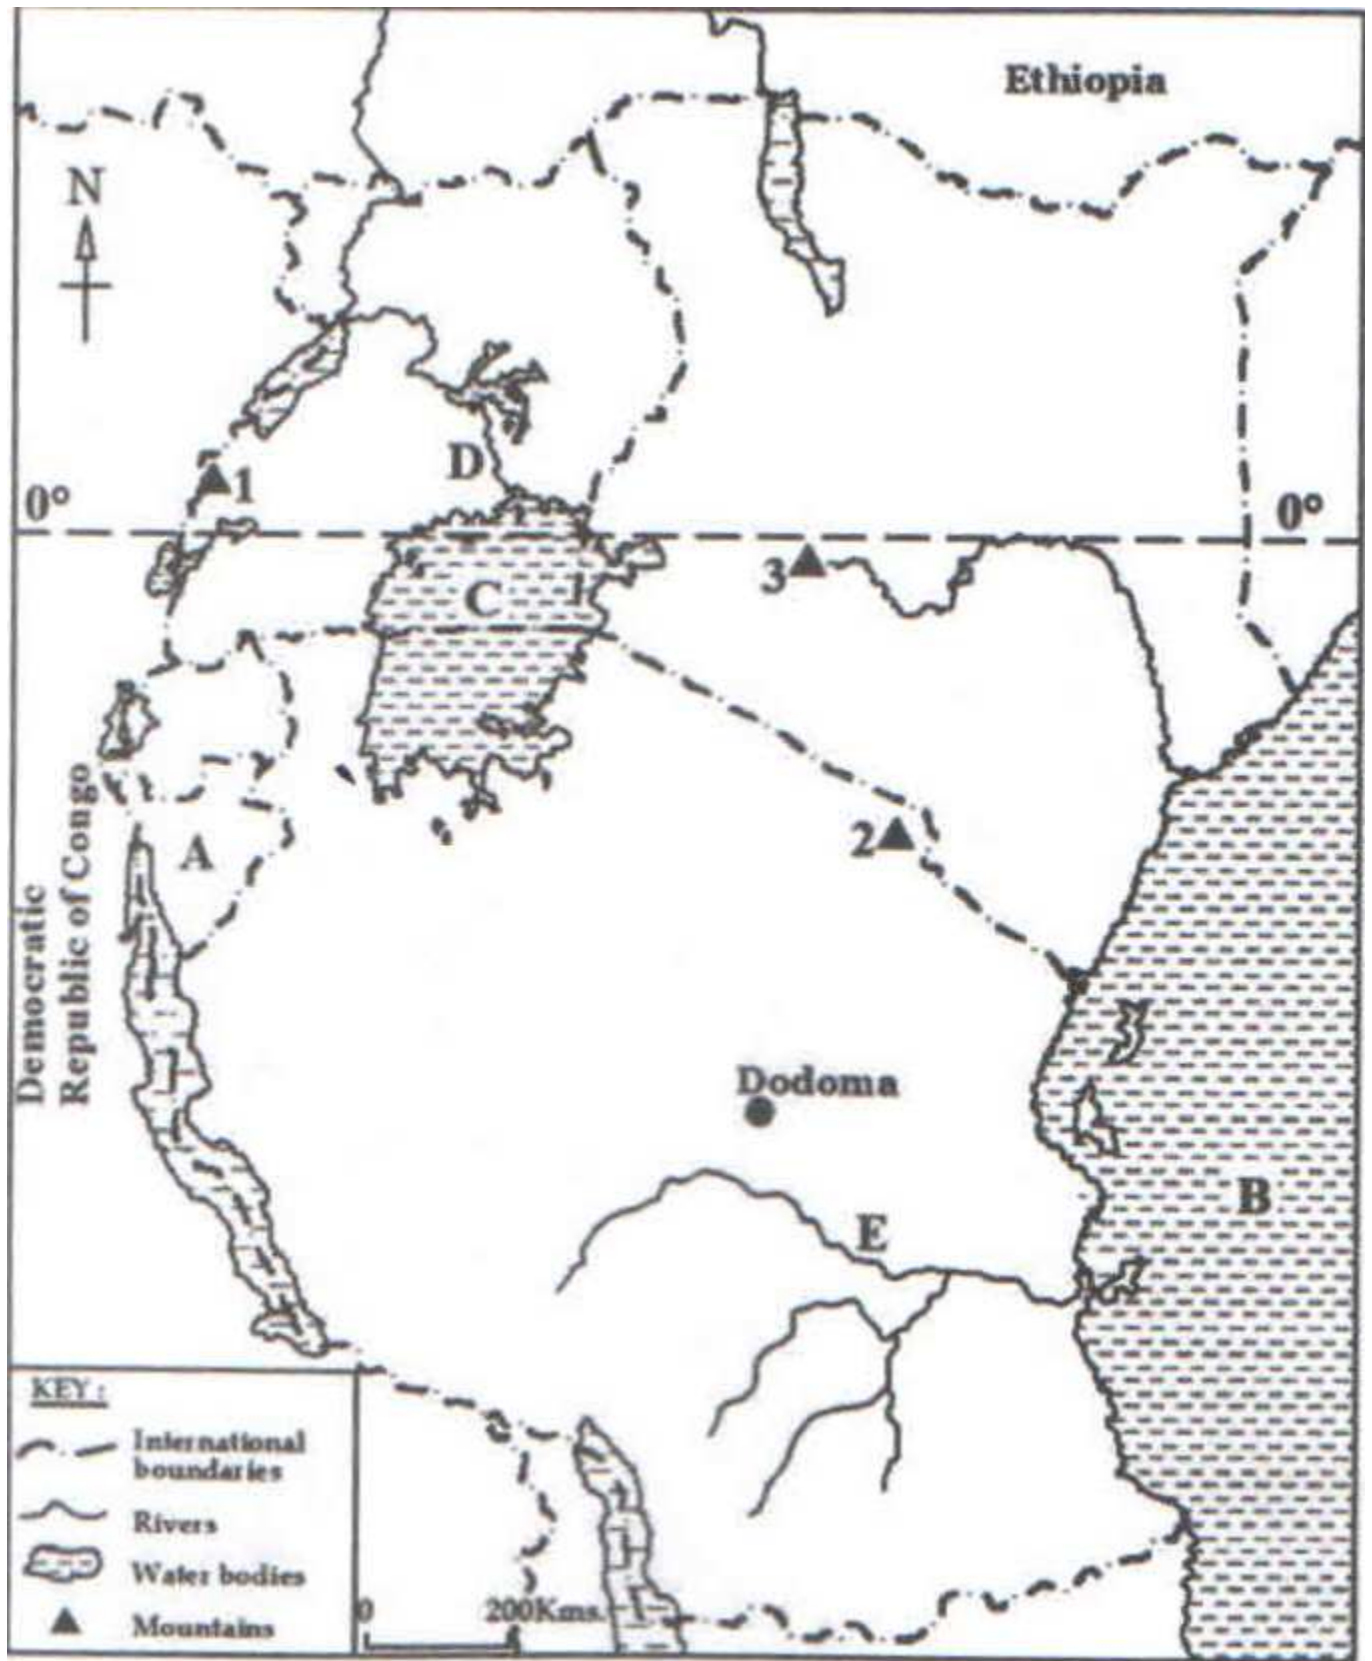 Ethiopia
N
D
1
0°
0°
3
C
2
A
Democratic
Republic of Congo
Dodoma
B
E
KEY :
International
boundaries
Rivers
Water bodies
Mountains
0
200Kms.